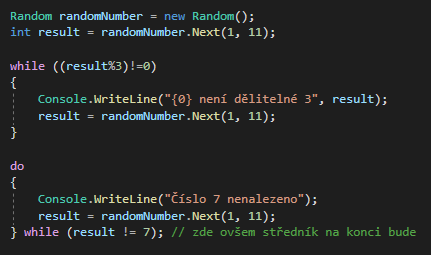 Random randomNumber = new Random();
int result = randomNumber.Next(1, 11);
while ((result%3)!=0)
{
Console.WriteLine("{0} není dělitelné 3", result);
result = randomNumber.Next(1, 11);
}
do
{
Console.WriteLine("Číslo 7 nenalezeno");
result = randomNumber.Next(1, 11);
} while (result != 7); // zde ovšem středník na konci bude